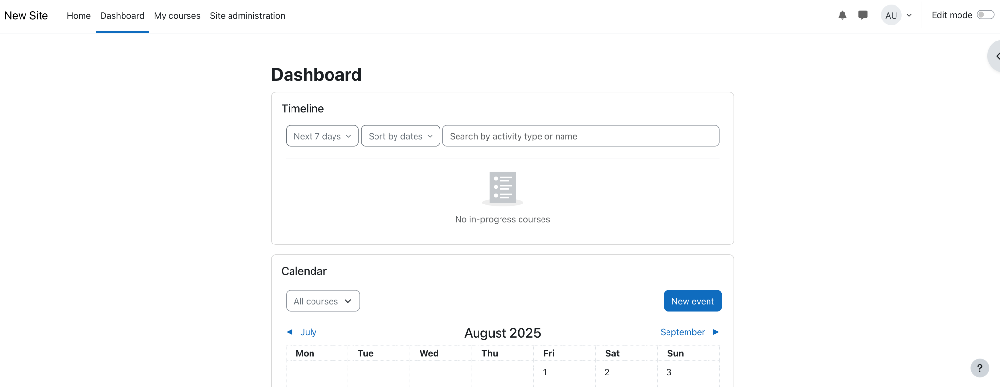 New Site Home Dashboard My courses Site administration AU Edit mode
Dashboard
Timeline
Next 7 days Sort by dates Search by activity type or name
No in-progress courses
Calendar
All courses New event
July August 2025 September
Mon Tue Wed Thu Fri Sat Sun
1 2 3
?